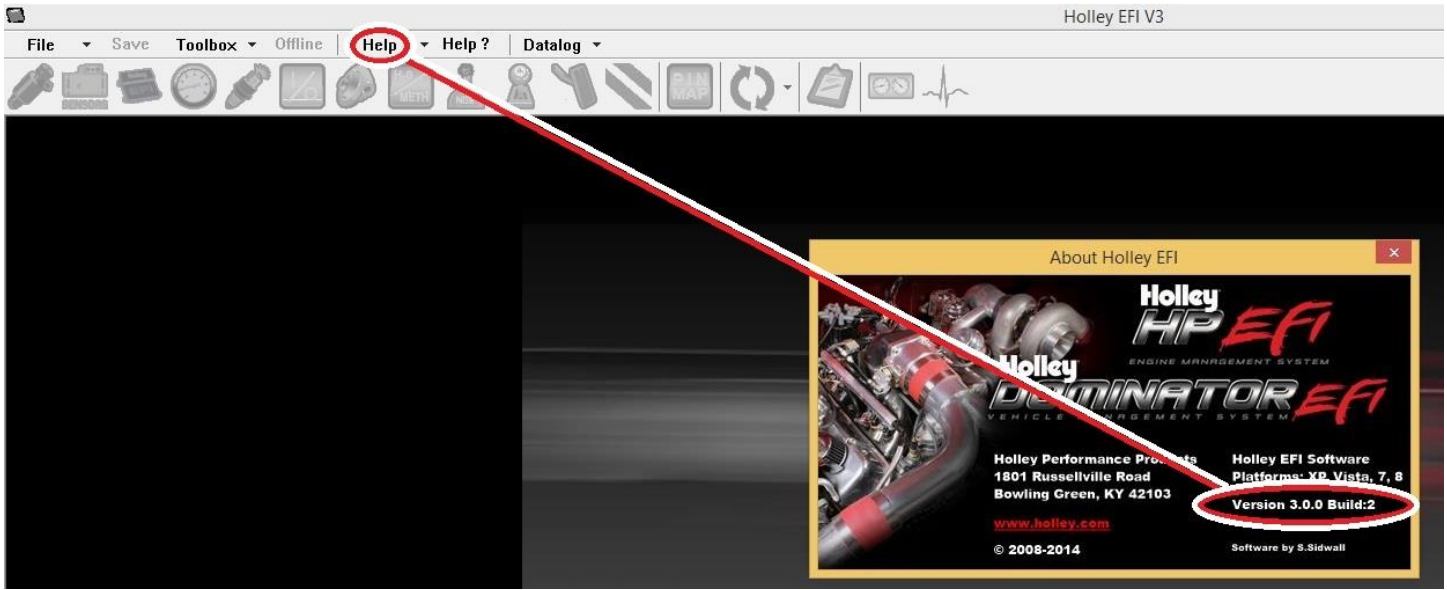 Holley EFI V3
File Save Toolbox Offline Help Help ? Datalog
SENSORS
PIN
MAP
METH
About Holley EFI
Holley
HP EFI
ENGINE MANAGEMENT SYSTEM
Holley
DOMINATOR EFI
VEHICLE MANAGEMENT SYSTEM
Holley Performance Products
1801 Russellville Road
Bowling Green, KY 42103
www.holley.com
© 2008-2014
Holley EFI Software
Platforms: XP, Vista, 7, 8
Version 3.0.0 Build:2
Software by S.Sidwall